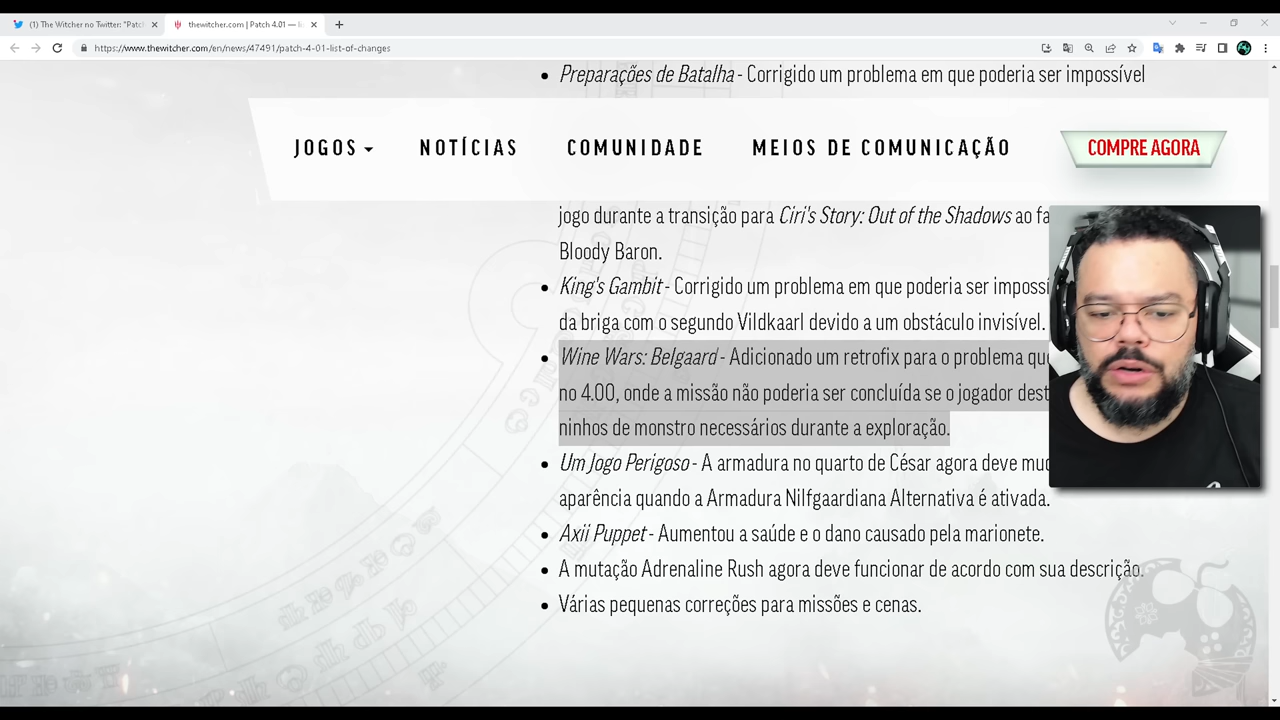 (1) The Witcher no Twitter: "Patc
thewitcher.com | Patch 4.01 —
https://www.thewitcher.com/en/news/47491/patch-4-01-list-of-changes
Preparações de Batalha - Corrigido um problema em que poderia ser impossível
JOGOS
NOTÍCIAS
COMUNIDADE
MEIOS DE COMUNICAÇÃO
COMPRE AGORA
jogo durante a transição para Ciri's Story: Out of the Shadows ao fa
Bloody Baron.
King's Gambit - Corrigido um problema em que poderia ser impossí
da briga com o segundo Vildkaarl devido a um obstáculo invisível.
Wine Wars: Belgaard - Adicionado um retrofix para o problema qu
no 4.00, onde a missão não poderia ser concluída se o jogador dest
ninhos de monstro necessários durante a exploração.
Um Jogo Perigoso - A armadura no quarto de César agora deve mu
aparência quando a Armadura Nilfgaardiana Alternativa é ativada.
Axii Puppet - Aumentou a saúde e o dano causado pela marionete.
A mutação Adrenaline Rush agora deve funcionar de acordo com sua descrição.
Várias pequenas correções para missões e cenas.